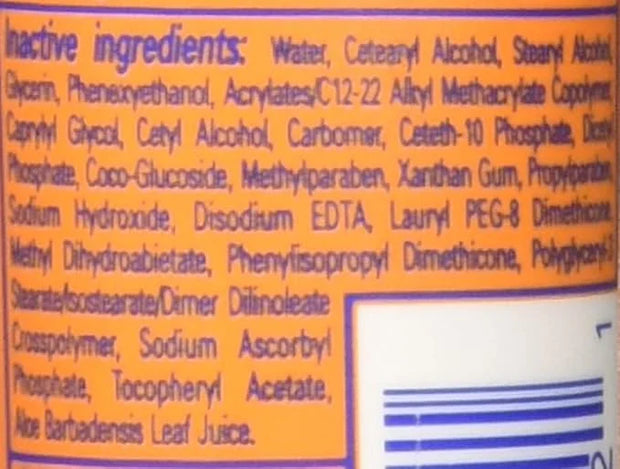 Inactive ingredients: Water, Cetearyl Alcohol, Stearyl Alcohol,
Glycerin, Phenoxyethanol, Acrylates/C12-22 Alkyl Methacrylate Copolymer,
Caprylyl Glycol, Cetyl Alcohol, Carbomer, Ceteth-10 Phosphate, Dicetyl
Phosphate, Coco-Glucoside, Methylparaben, Xanthan Gum, Propylparaben,
Sodium Hydroxide, Disodium EDTA, Lauryl PEG-8 Dimethicone,
Methyl Dihydroabietate, Phenylisopropyl Dimethicone, Polyglyceryl-3
Stearate/Isostearate/Dimer Dilinoleate
Crosspolymer, Sodium Ascorbyl
Phosphate, Tocopheryl Acetate,
Aloe Barbadensis Leaf Juice.
1
2